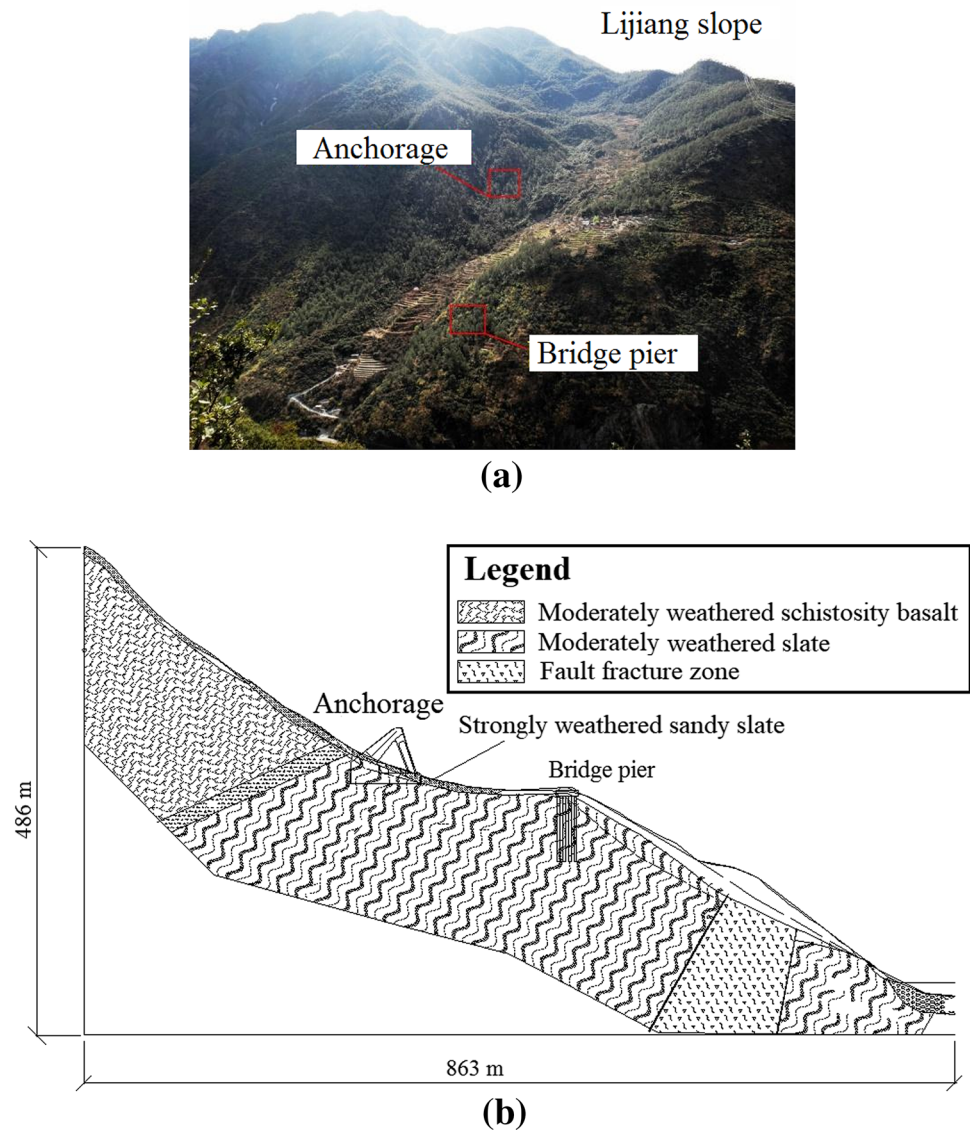 Lijiang slope
Anchorage
Bridge pier
(a)
Legend
Moderately weathered schistosity basalt
Moderately weathered slate
Fault fracture zone
Anchorage
Strongly weathered sandy slate
Bridge pier
486 m
863 m
(b)